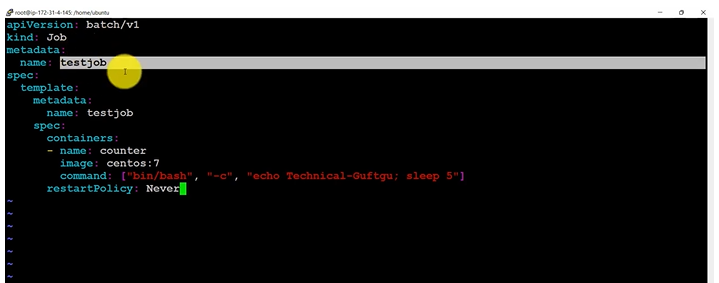 root@ip-172-31-4-145: /home/ubuntu
apiVersion: batch/v1
kind: Job
metadata:
  name: testjob
spec:
  template:
    metadata:
      name: testjob
    spec:
      containers:
      - name: counter
        image: centos:7
        command: ["bin/bash", "-c", "echo Technical-Guftgu; sleep 5"]
      restartPolicy: Never
~
~
~
~
~
~
~